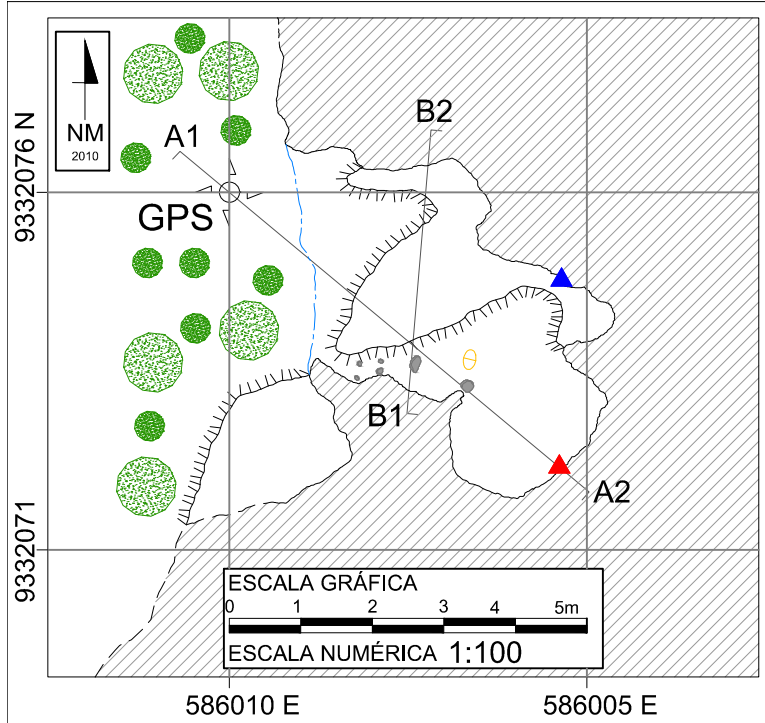 B2
A1
NM
2010
9332076 N
GPS
B1
A2
9332071
ESCALA GRÁFICA
0 1 2 3 4 5m
ESCALA NUMÉRICA 1:100
586010 E
586005 E